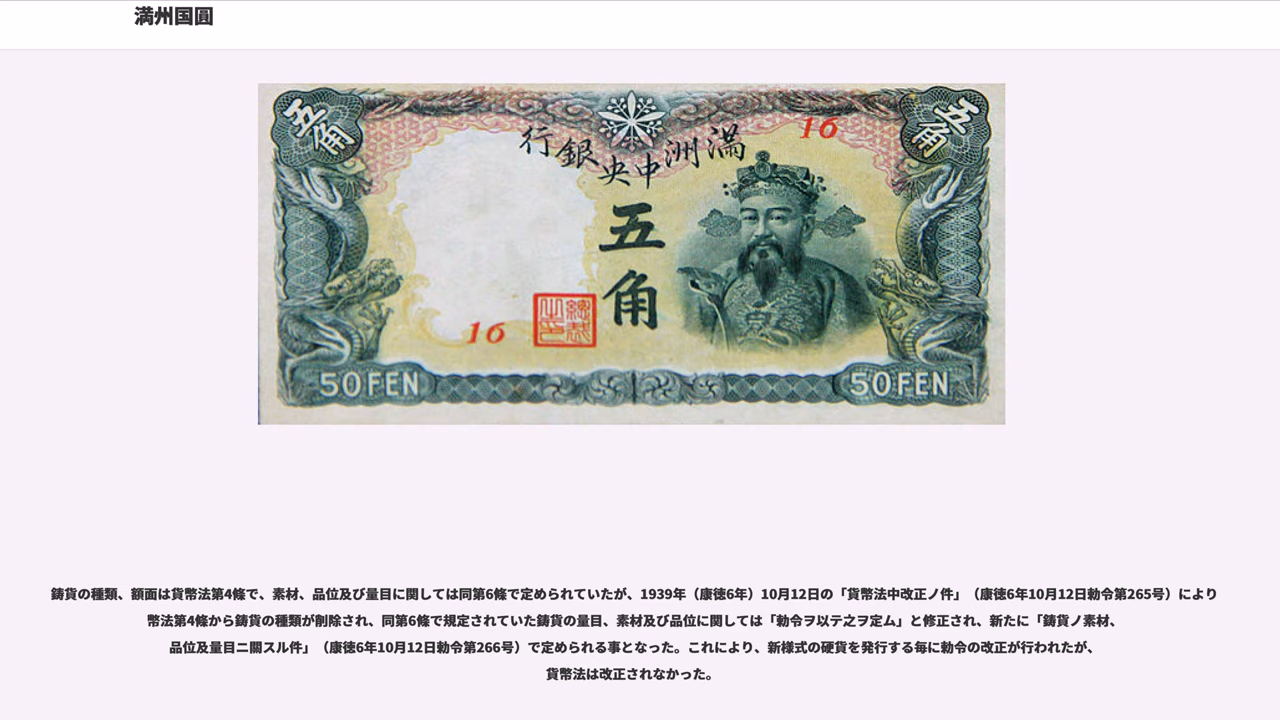 満州国圓
五角
五角
16
行銀央中洲滿
五角
總裁之印
16
50 FEN
50 FEN
鋳貨の種類、額面は貨幣法第4條で、素材、品位及び量目に関しては同第6條で定められていたが、1939年（康徳6年）10月12日の「貨幣法中改正ノ件」（康徳6年10月12日勅令第265号）により
幣法第4條から鋳貨の種類が削除され、同第6條で規定されていた鋳貨の量目、素材及び品位に関しては「勅令ヲ以テ之ヲ定ム」と修正され、新たに「鋳貨ノ素材、
品位及量目ニ關スル件」（康徳6年10月12日勅令第266号）で定められる事となった。これにより、新様式の硬貨を発行する毎に勅令の改正が行われたが、
貨幣法は改正されなかった。